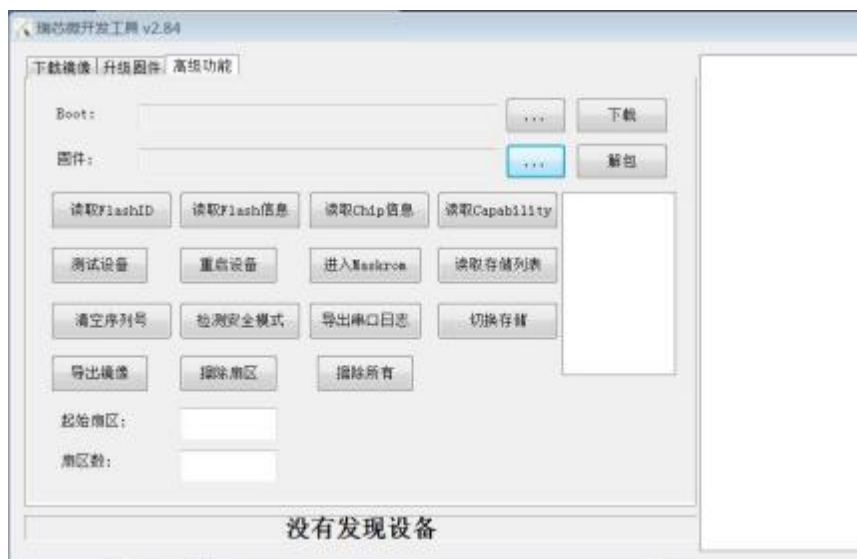 瑞芯微开发工具 v2.84
下载镜像 升级固件 高级功能
Boot: ... 下载
固件: ... 解包
读取FlashID 读取Flash信息 读取Chip信息 读取Capability
测试设备 重启设备 进入Maskrom 读取存储列表
清空序列号 检测安全模式 导出串口日志 切换存储
导出镜像 擦除扇区 擦除所有
起始扇区:
扇区数:
没有发现设备